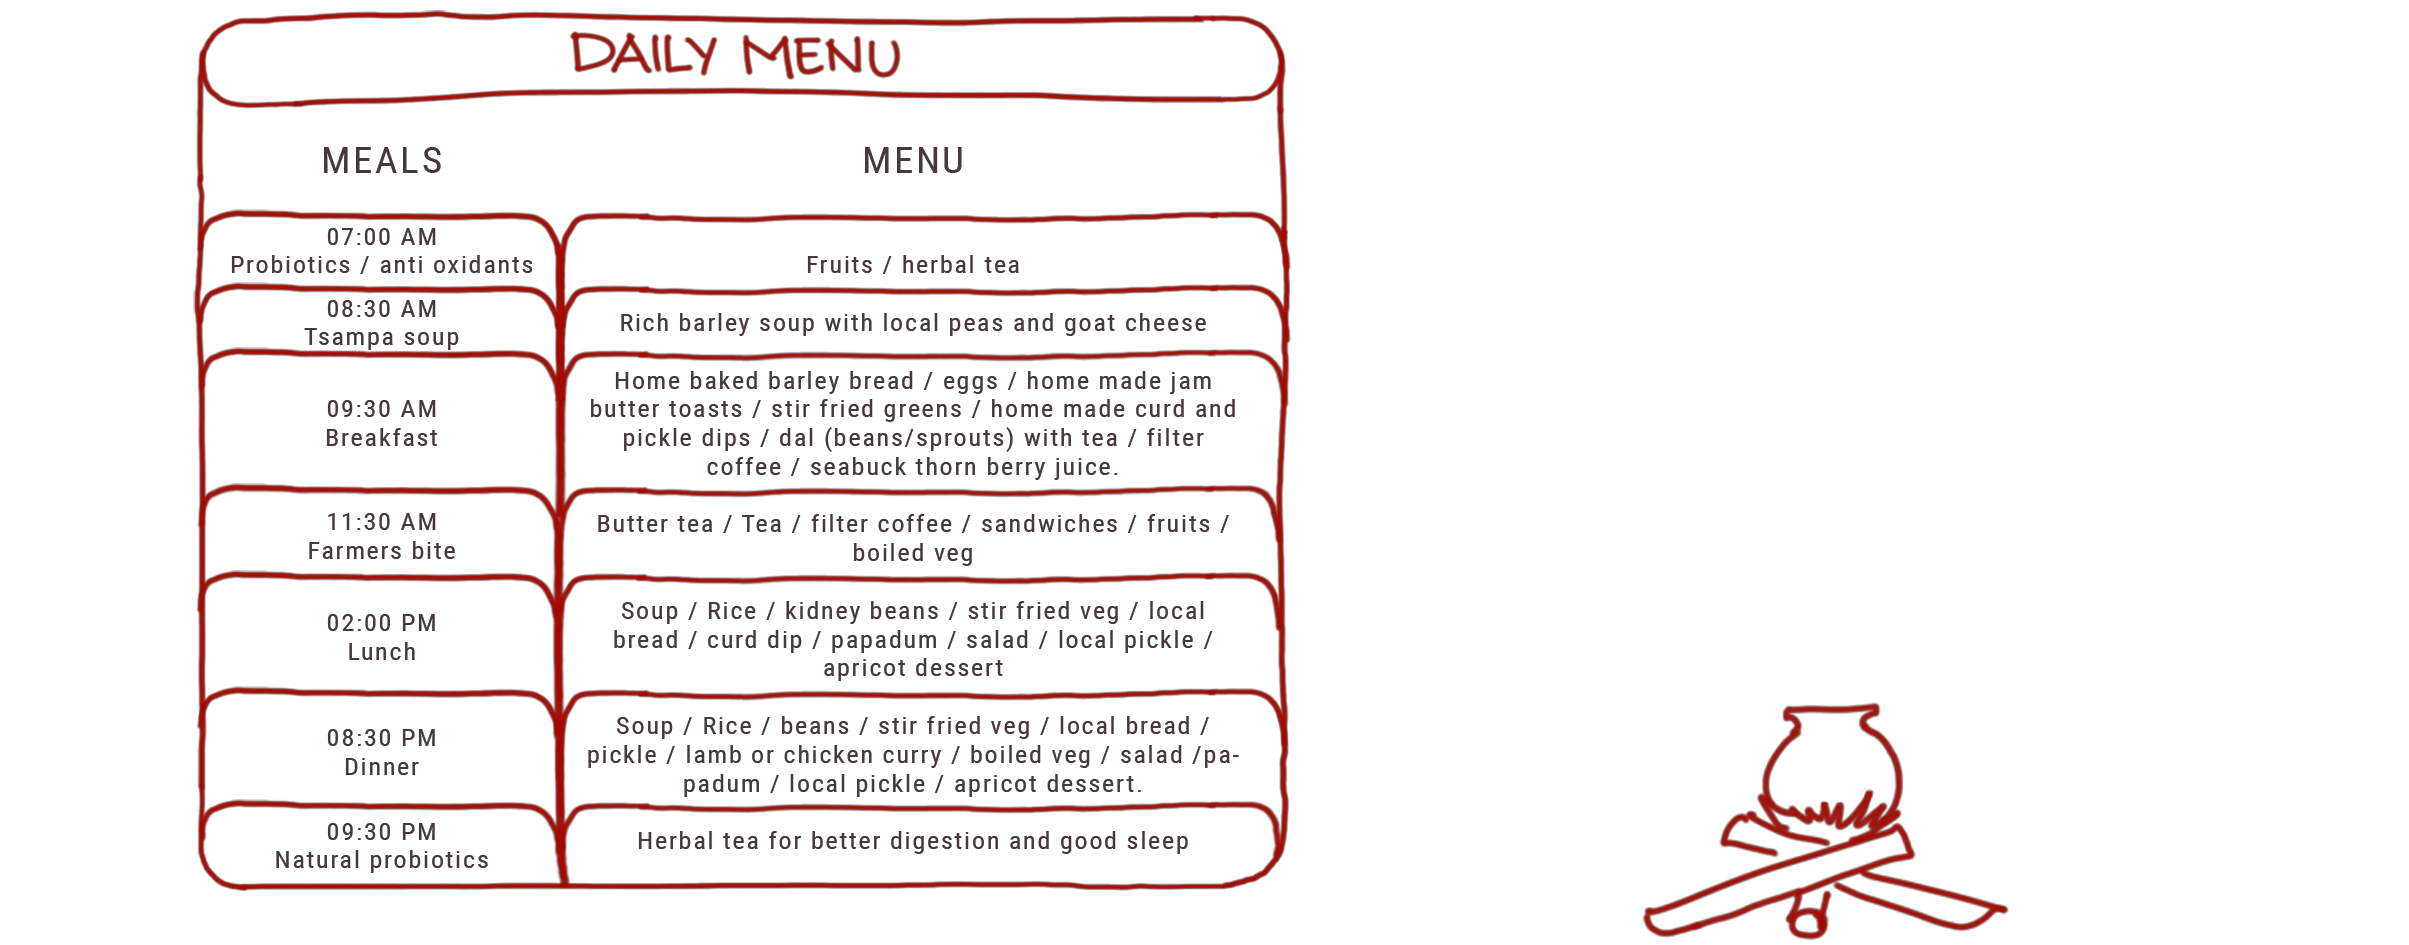 DAILY MENU
MEALS
MENU
07:00 AM
Probiotics / anti oxidants
Fruits / herbal tea
08:30 AM
Tsampa soup
Rich barley soup with local peas and goat cheese
09:30 AM
Breakfast
Home baked barley bread / eggs / home made jam
butter toasts / stir fried greens / home made curd and
pickle dips / dal (beans/sprouts) with tea / filter
coffee / seabuck thorn berry juice.
11:30 AM
Farmers bite
Butter tea / Tea / filter coffee / sandwiches / fruits /
boiled veg
02:00 PM
Lunch
Soup / Rice / kidney beans / stir fried veg / local
bread / curd dip / papadum / salad / local pickle /
apricot dessert
08:30 PM
Dinner
Soup / Rice / beans / stir fried veg / local bread /
pickle / lamb or chicken curry / boiled veg / salad /pa-
padum / local pickle / apricot dessert.
09:30 PM
Natural probiotics
Herbal tea for better digestion and good sleep